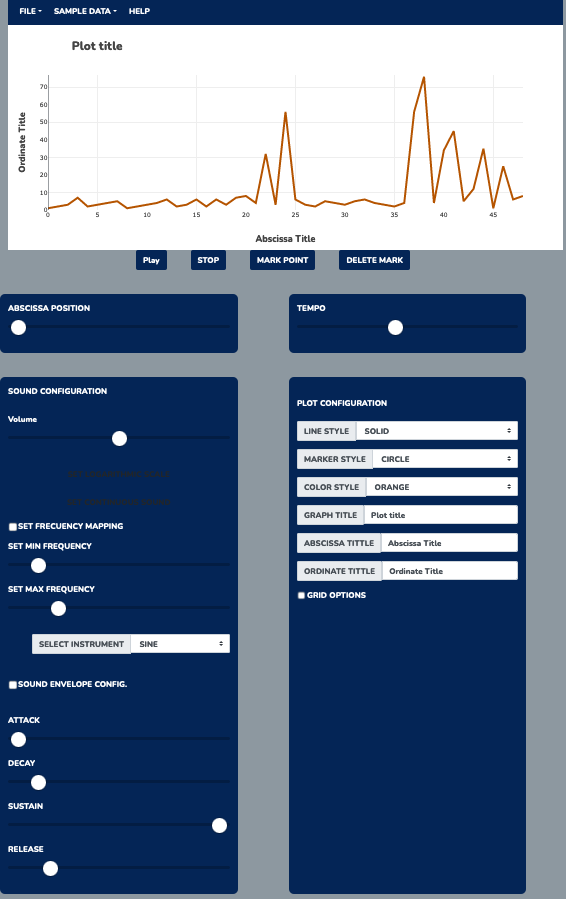 FILE SAMPLE DATA HELP
Plot title
70
60
50
40
30
20
10
0
Ordinate Title
0 5 10 15 20 25 30 35 40 45
Abscissa Title
Play STOP MARK POINT DELETE MARK
ABSCISSA POSITION
TEMPO
SOUND CONFIGURATION
Volume
SET FRECUENCY MAPPING
SET MIN FREQUENCY
SET MAX FREQUENCY
SELECT INSTRUMENT SINE
SOUND ENVELOPE CONFIG.
ATTACK
DECAY
SUSTAIN
RELEASE
PLOT CONFIGURATION
LINE STYLE SOLID
MARKER STYLE CIRCLE
COLOR STYLE ORANGE
GRAPH TITLE Plot title
ABSCISSA TITTLE Abscissa Title
ORDINATE TITTLE Ordinate Title
GRID OPTIONS